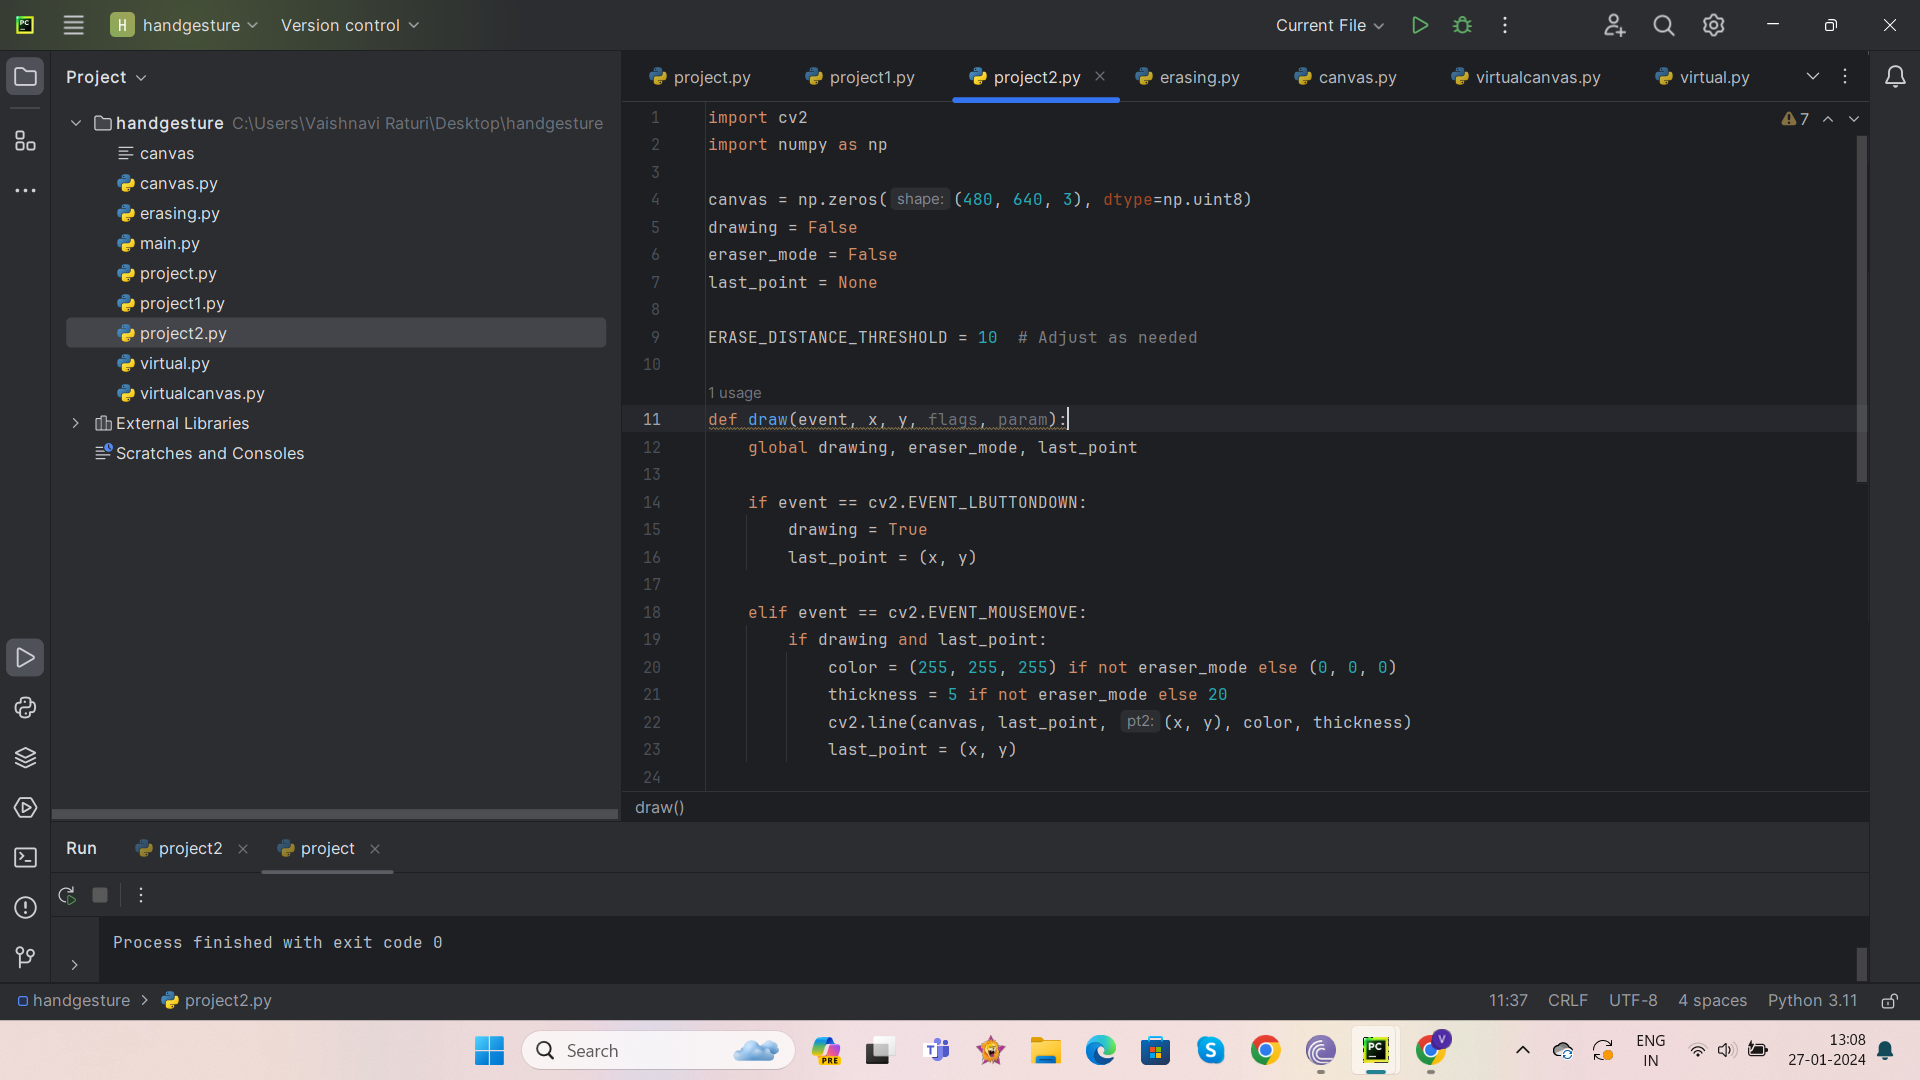 H handgesture Version control Current File
Project
handgesture C:\Users\Vaishnavi Raturi\Desktop\handgesture
canvas
canvas.py
erasing.py
main.py
project.py
project1.py
project2.py
virtual.py
virtualcanvas.py
External Libraries
Scratches and Consoles
project.py project1.py project2.py erasing.py canvas.py virtualcanvas.py virtual.py
7
1 import cv2
2 import numpy as np
3
4 canvas = np.zeros( shape: (480, 640, 3), dtype=np.uint8)
5 drawing = False
6 eraser_mode = False
7 last_point = None
8
9 ERASE_DISTANCE_THRESHOLD = 10  # Adjust as needed
10
1 usage
11 def draw(event, x, y, flags, param):
12 global drawing, eraser_mode, last_point
13
14 if event == cv2.EVENT_LBUTTONDOWN:
15 drawing = True
16 last_point = (x, y)
17
18 elif event == cv2.EVENT_MOUSEMOVE:
19 if drawing and last_point:
20 color = (255, 255, 255) if not eraser_mode else (0, 0, 0)
21 thickness = 5 if not eraser_mode else 20
22 cv2.line(canvas, last_point, pt2: (x, y), color, thickness)
23 last_point = (x, y)
24
draw()
Run project2 project
Process finished with exit code 0
handgesture > project2.py 11:37 CRLF UTF-8 4 spaces Python 3.11
Search
PRE
PC
V
ENG
IN
13:08
27-01-2024